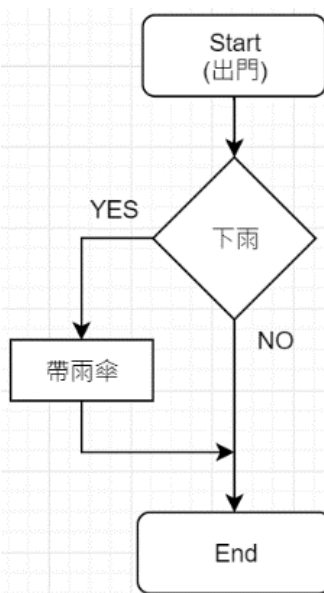 Start
(出門)
YES
下雨
NO
帶雨傘
End